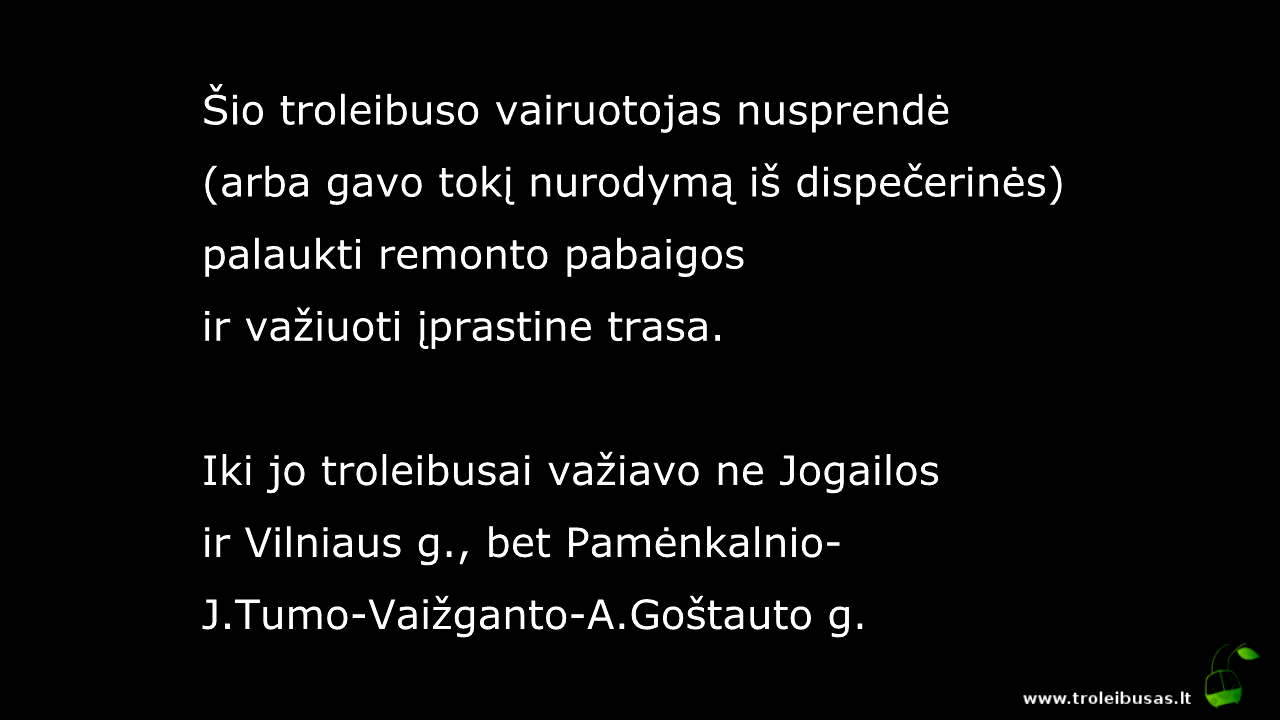 Šio troleibuso vairuotojas nusprendė
(arba gavo tokį nurodymą iš dispečerinės)
palaukti remonto pabaigos
ir važiuoti įprastine trasa.
Iki jo troleibusai važiavo ne Jogailos
ir Vilniaus g., bet Pamėnkalnio-
J.Tumo-Vaižganto-A.Goštauto g.
www.troleibusas.lt